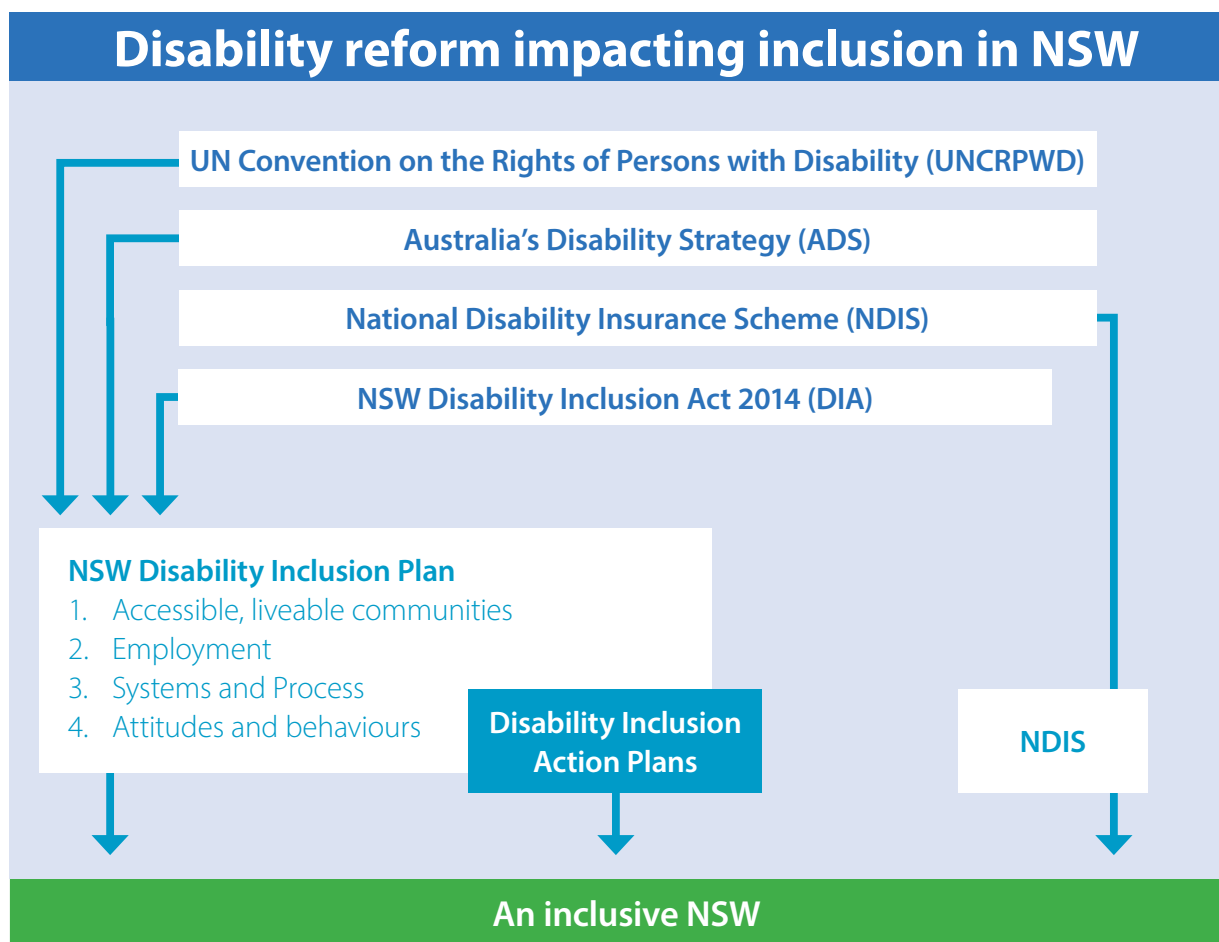 Disability reform impacting inclusion in NSW
UN Convention on the Rights of Persons with Disability (UNCRPWD)
Australia's Disability Strategy (ADS)
National Disability Insurance Scheme (NDIS)
NSW Disability Inclusion Act 2014 (DIA)
NSW Disability Inclusion Plan
1. Accessible, liveable communities
2. Employment
3. Systems and Process
4. Attitudes and behaviours
Disability Inclusion
Action Plans
NDIS
An inclusive NSW